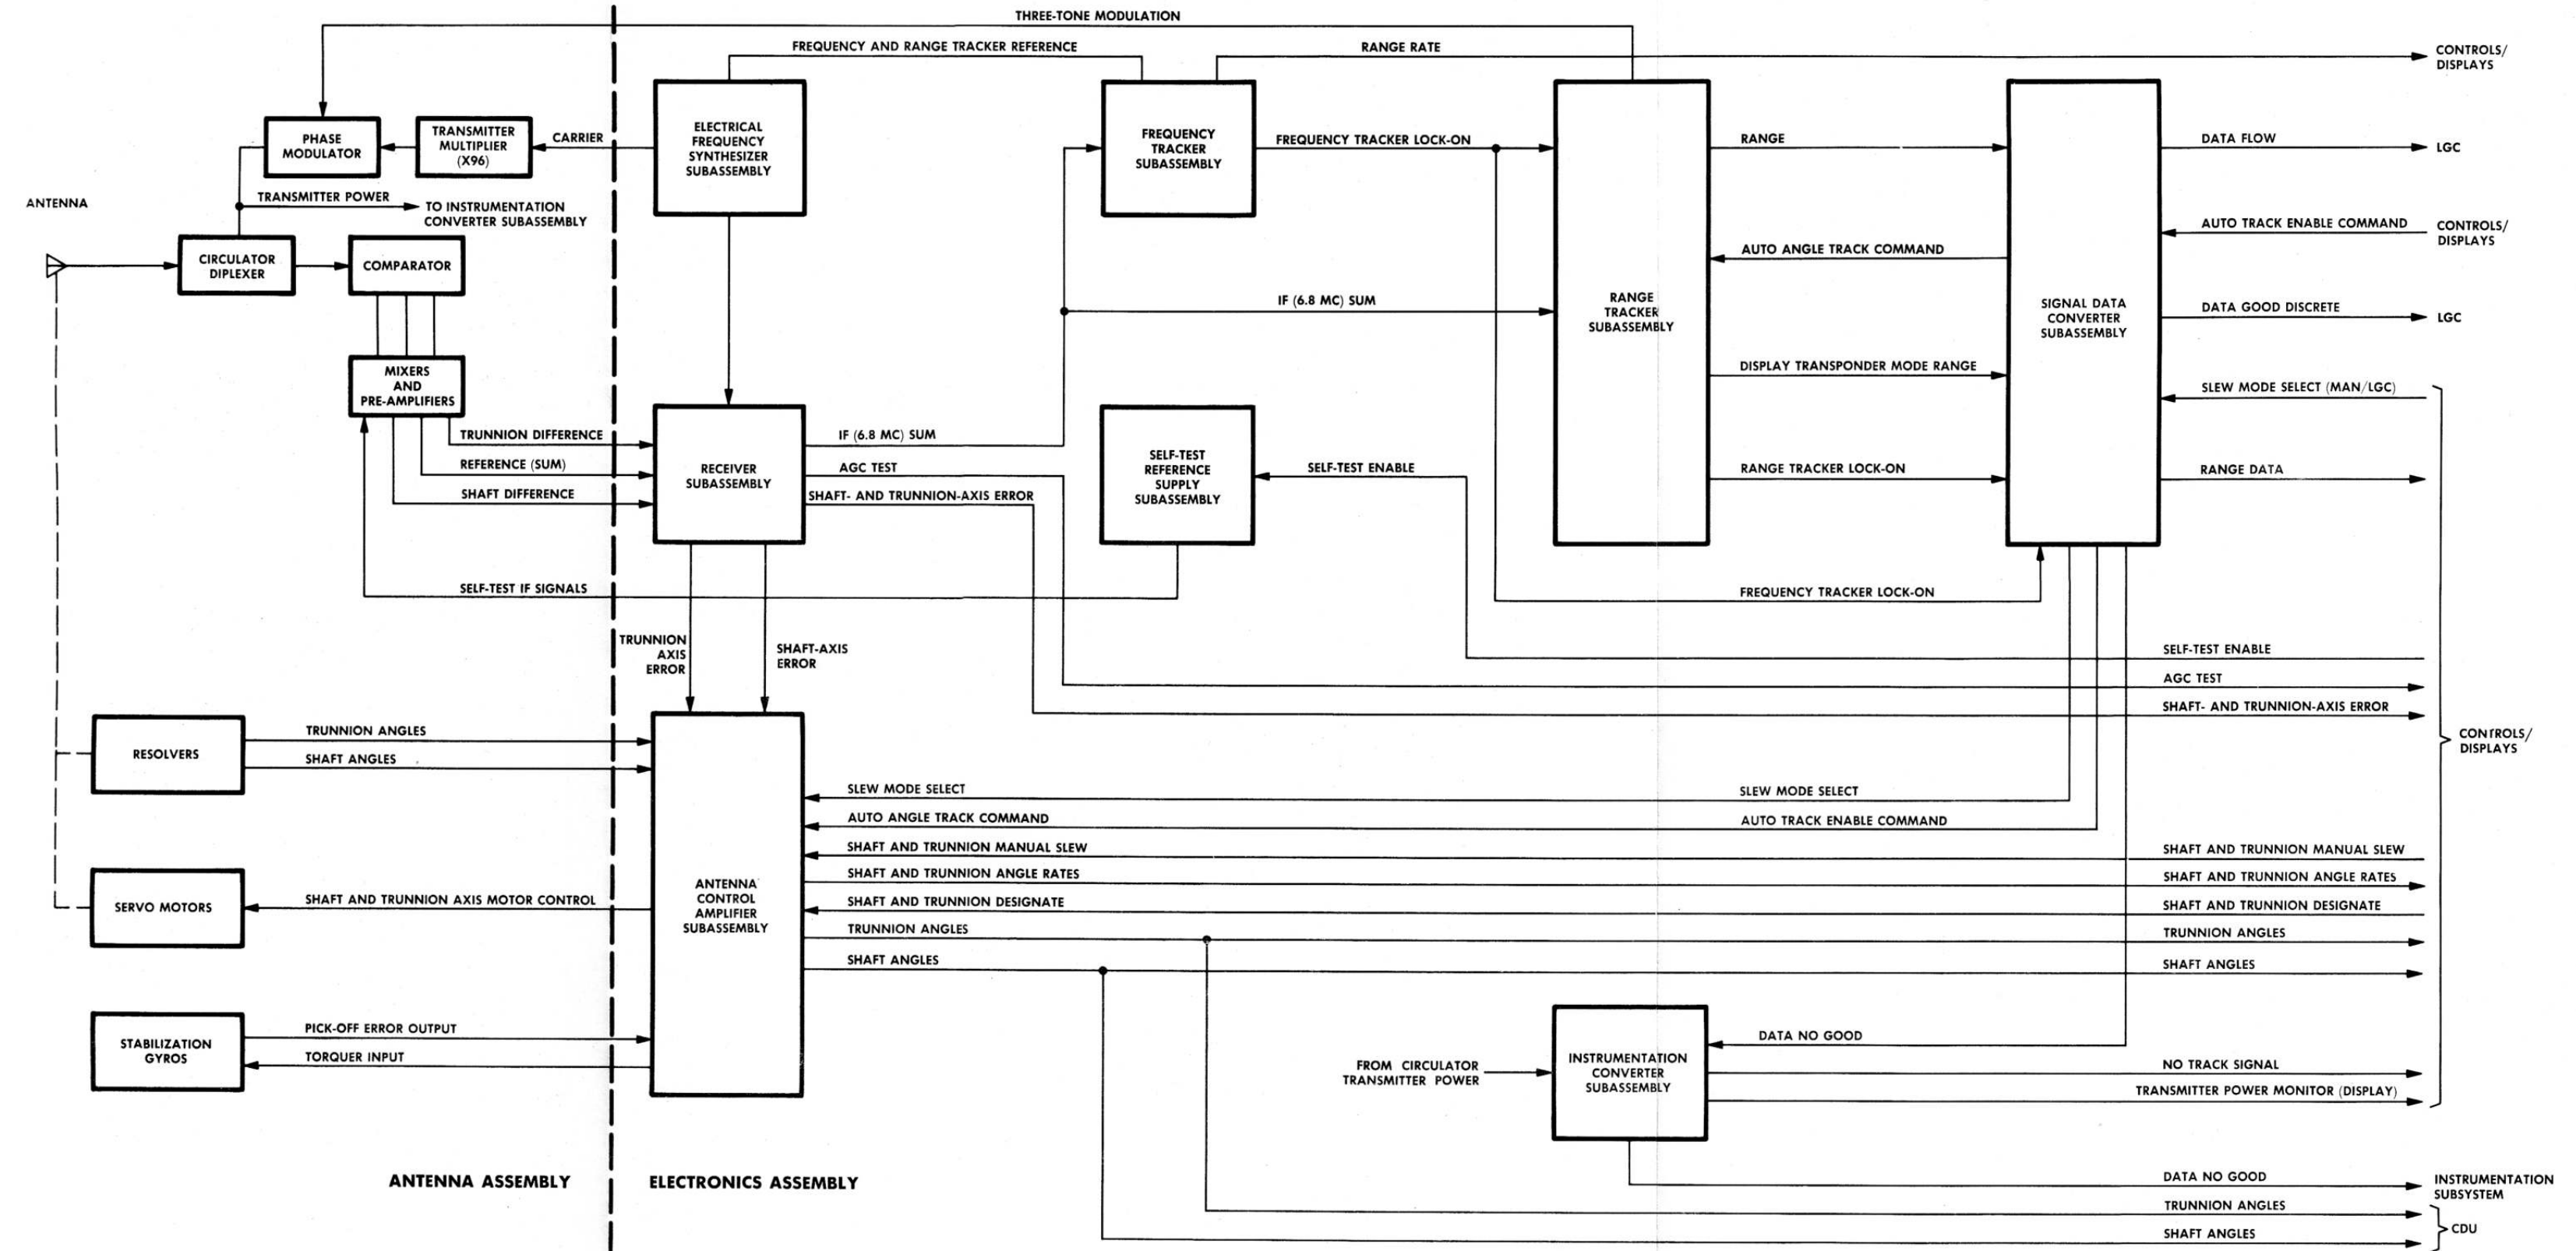 THREE-TONE MODULATION
FREQUENCY AND RANGE TRACKER REFERENCE
RANGE RATE
CONTROLS/
DISPLAYS
PHASE
MODULATOR
TRANSMITTER
MULTIPLIER
(X96)
CARRIER
ELECTRICAL
FREQUENCY
SYNTHESIZER
SUBASSEMBLY
FREQUENCY
TRACKER
SUBASSEMBLY
FREQUENCY TRACKER LOCK-ON
RANGE
DATA FLOW
LGC
ANTENNA
TRANSMITTER POWER
TO INSTRUMENTATION
CONVERTER SUBASSEMBLY
AUTO TRACK ENABLE COMMAND
CONTROLS/
DISPLAYS
CIRCULATOR
DIPLEXER
COMPARATOR
AUTO ANGLE TRACK COMMAND
IF (6.8 MC) SUM
RANGE
TRACKER
SUBASSEMBLY
SIGNAL DATA
CONVERTER
SUBASSEMBLY
DATA GOOD DISCRETE
LGC
MIXERS
AND
PRE-AMPLIFIERS
DISPLAY TRANSPONDER MODE RANGE
SLEW MODE SELECT (MAN/LGC)
TRUNNION DIFFERENCE
REFERENCE (SUM)
SHAFT DIFFERENCE
RECEIVER
SUBASSEMBLY
IF (6.8 MC) SUM
AGC TEST
SHAFT- AND TRUNNION-AXIS ERROR
SELF-TEST
REFERENCE
SUPPLY
SUBASSEMBLY
SELF-TEST ENABLE
RANGE TRACKER LOCK-ON
RANGE DATA
SELF-TEST IF SIGNALS
FREQUENCY TRACKER LOCK-ON
TRUNNION
AXIS
ERROR
SHAFT-AXIS
ERROR
SELF-TEST ENABLE
AGC TEST
SHAFT- AND TRUNNION-AXIS ERROR
CONTROLS/
DISPLAYS
RESOLVERS
TRUNNION ANGLES
SHAFT ANGLES
SLEW MODE SELECT
SLEW MODE SELECT
AUTO ANGLE TRACK COMMAND
AUTO TRACK ENABLE COMMAND
SHAFT AND TRUNNION MANUAL SLEW
SHAFT AND TRUNNION MANUAL SLEW
SHAFT AND TRUNNION ANGLE RATES
SHAFT AND TRUNNION ANGLE RATES
SERVO MOTORS
SHAFT AND TRUNNION AXIS MOTOR CONTROL
ANTENNA
CONTROL
AMPLIFIER
SUBASSEMBLY
SHAFT AND TRUNNION DESIGNATE
SHAFT AND TRUNNION DESIGNATE
TRUNNION ANGLES
TRUNNION ANGLES
SHAFT ANGLES
SHAFT ANGLES
STABILIZATION
GYROS
PICK-OFF ERROR OUTPUT
TORQUER INPUT
FROM CIRCULATOR
TRANSMITTER POWER
INSTRUMENTATION
CONVERTER
SUBASSEMBLY
DATA NO GOOD
NO TRACK SIGNAL
TRANSMITTER POWER MONITOR (DISPLAY)
ANTENNA ASSEMBLY
ELECTRONICS ASSEMBLY
DATA NO GOOD
INSTRUMENTATION
SUBSYSTEM
TRUNNION ANGLES
SHAFT ANGLES
CDU